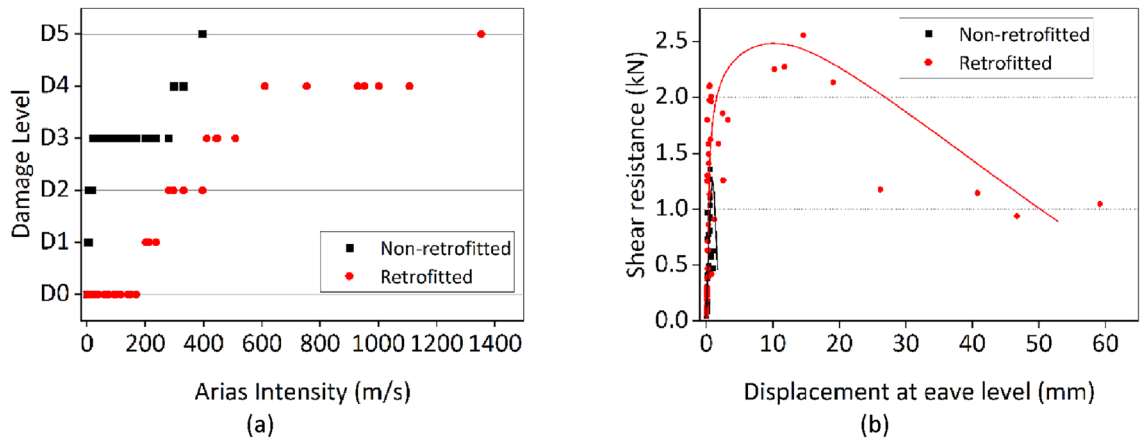 D5
D4
D3
D2
D1
D0
Damage Level
Non-retrofitted
Retrofitted
0 200 400 600 800 1000 1200 1400
Arias Intensity (m/s)
(a)
2.5
2.0
1.5
1.0
0.5
0.0
Shear resistance (kN)
Non-retrofitted
Retrofitted
0 10 20 30 40 50 60
Displacement at eave level (mm)
(b)